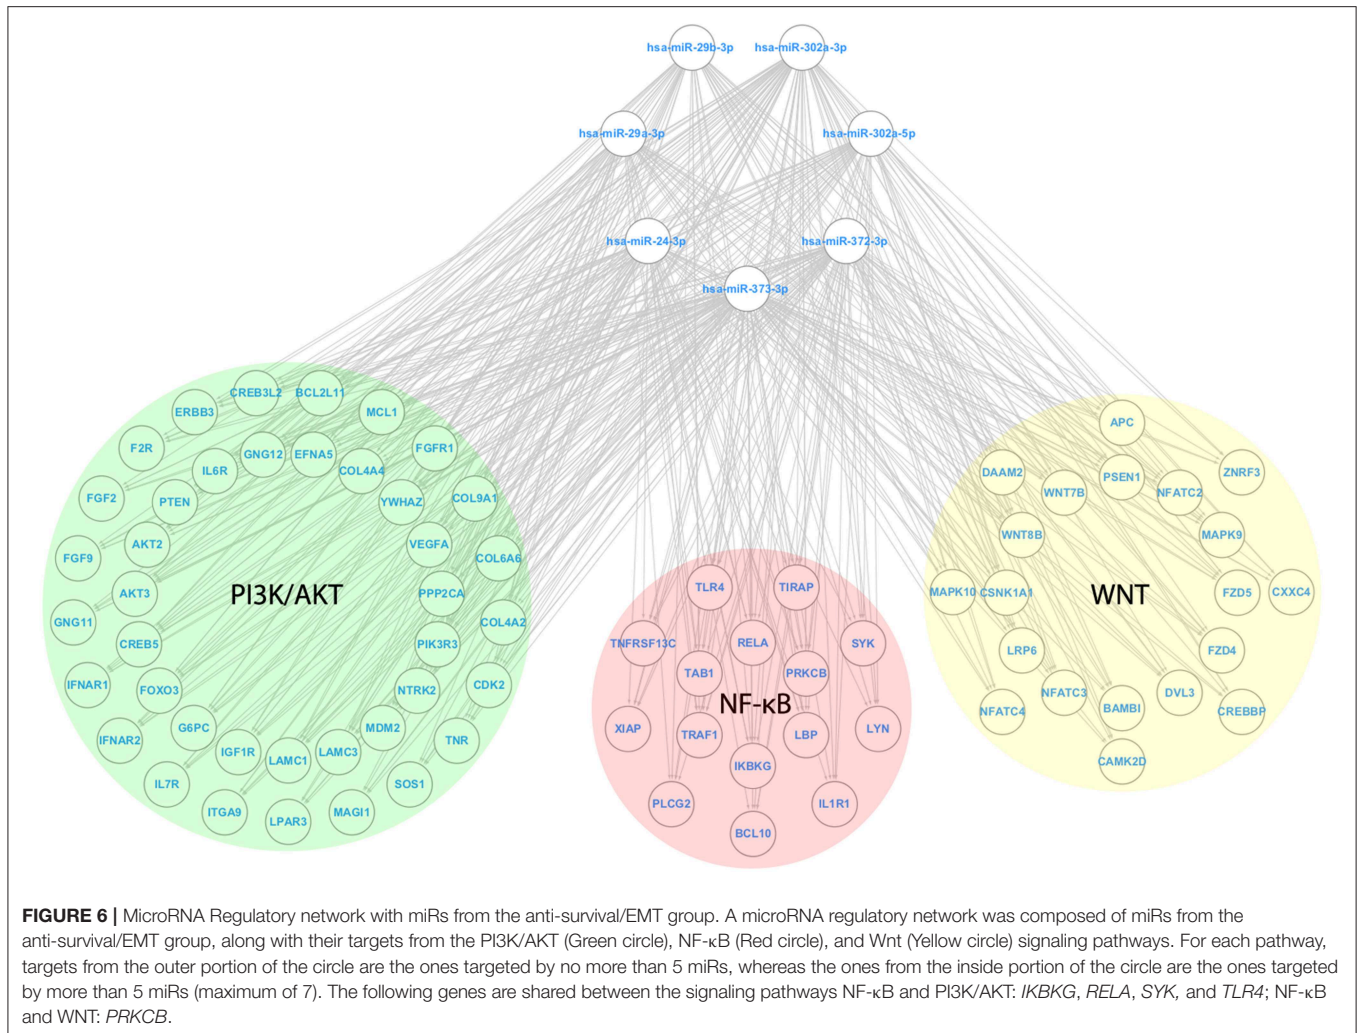 hsa-miR-29b-3p
hsa-miR-302a-3p
hsa-miR-29a-3p
hsa-miR-302a-5p
hsa-miR-24-3p
hsa-miR-372-3p
hsa-miR-373-3p
CREB3L2
BCL2L11
ERBB3
MCL1
F2R
GNG12
EFNA5
FGFR1
IL6R
COL4A4
FGF2
PTEN
YWHAZ
COL9A1
AKT2
VEGFA
FGF9
COL6A6
AKT3
PI3K/AKT
PPP2CA
GNG11
COL4A2
CREB5
PIK3R3
IFNAR1
FOXO3
NTRK2
CDK2
IFNAR2
G6PC
MDM2
TNR
IGF1R
LAMC1
LAMC3
IL7R
SOS1
ITGA9
LPAR3
MAGI1
TLR4
TIRAP
TNFRSF13C
RELA
SYK
TAB1
PRKCB
NF-κB
XIAP
TRAF1
LBP
LYN
IKBKG
PLCG2
IL1R1
BCL10
APC
DAAM2
PSEN1
ZNRF3
WNT7B
NFATC2
WNT8B
MAPK9
MAPK10
CSNK1A1
WNT
FZD5
CXXC4
LRP6
FZD4
NFATC3
DVL3
NFATC4
BAMBI
CREBBP
CAMK2D
FIGURE 6 | MicroRNA Regulatory network with miRs from the anti-survival/EMT group. A microRNA regulatory network was composed of miRs from the
anti-survival/EMT group, along with their targets from the PI3K/AKT (Green circle), NF-κB (Red circle), and Wnt (Yellow circle) signaling pathways. For each pathway,
targets from the outer portion of the circle are the ones targeted by no more than 5 miRs, whereas the ones from the inside portion of the circle are the ones targeted
by more than 5 miRs (maximum of 7). The following genes are shared between the signaling pathways NF-κB and PI3K/AKT: IKBKG, RELA, SYK, and TLR4; NF-κB
and WNT: PRKCB.